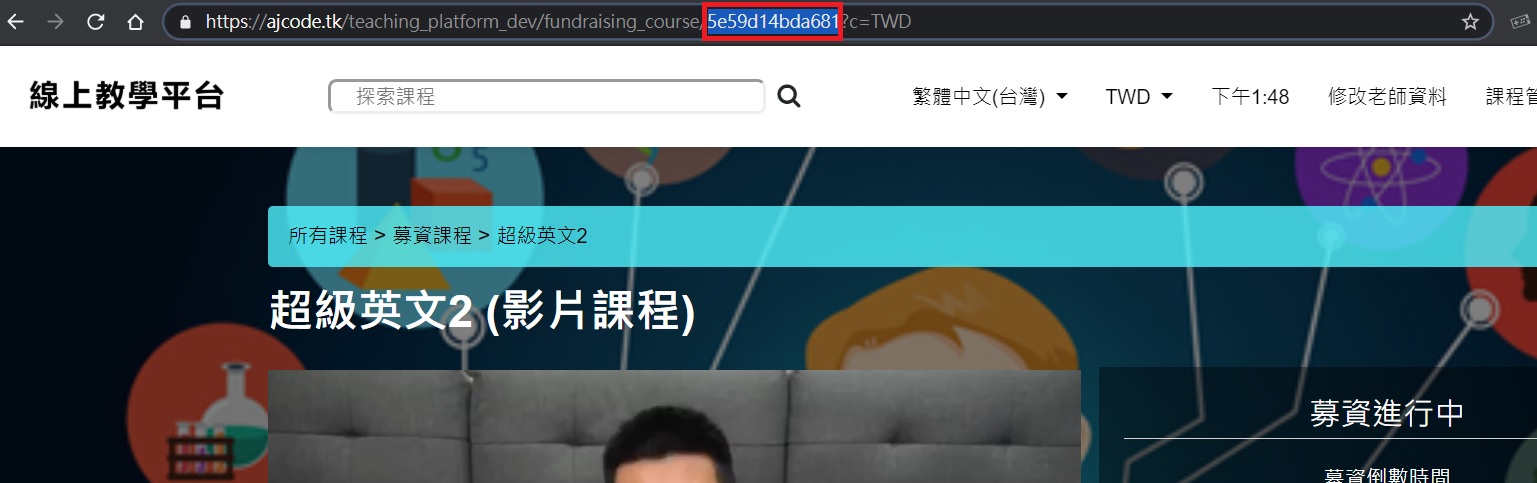 https://ajcode.tk/teaching_platform_dev/fundraising_course/5e59d14bda681?c=TWD
線上教學平台
探索課程
繁體中文(台灣)
TWD
下午1:48
修改老師資料
課程管
5
所有課程 > 募資課程 > 超級英文2
超級英文2 (影片課程)
募資進行中
募資倒數時間